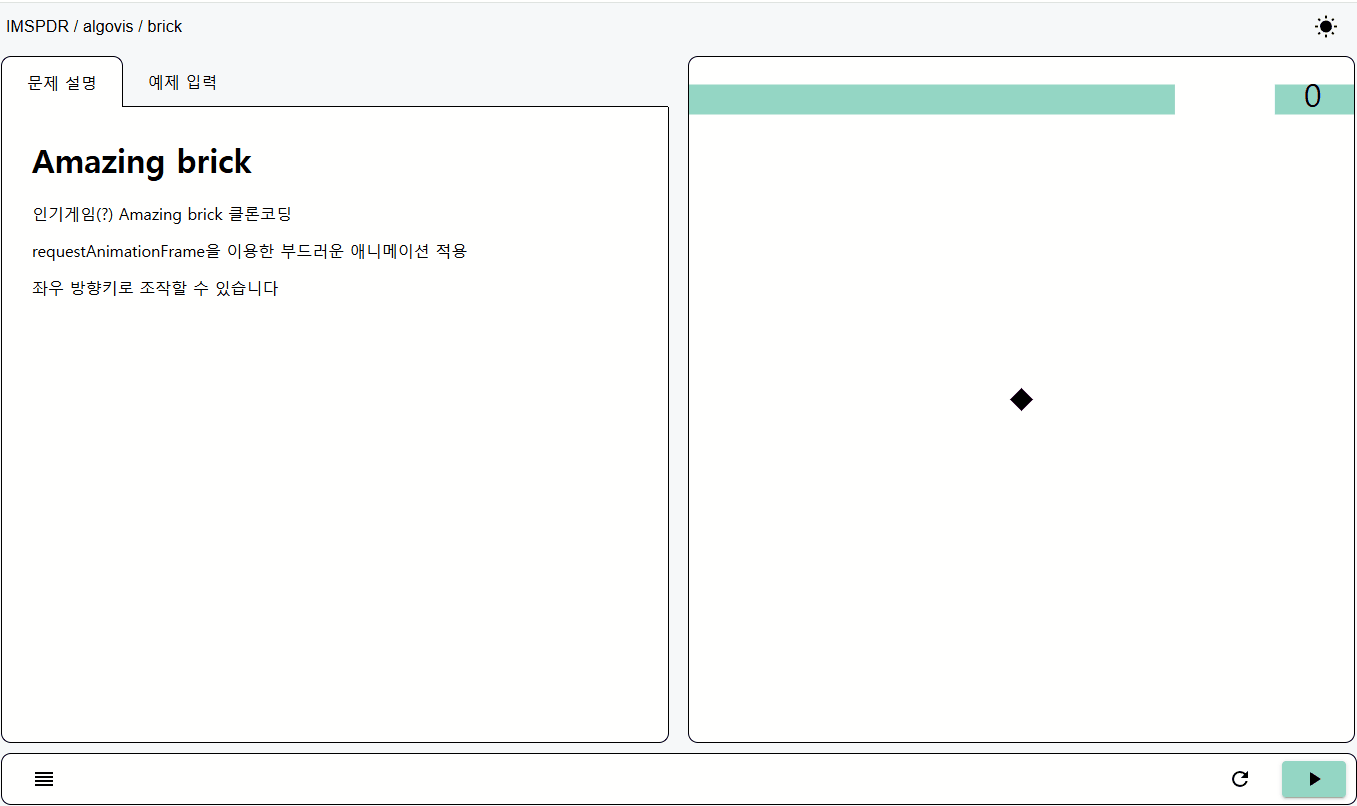 IMSPDR / algovis / brick
문제 설명
예제 입력
Amazing brick
인기게임(?) Amazing brick 클론코딩
requestAnimationFrame을 이용한 부드러운 애니메이션 적용
좌우 방향키로 조작할 수 있습니다
0